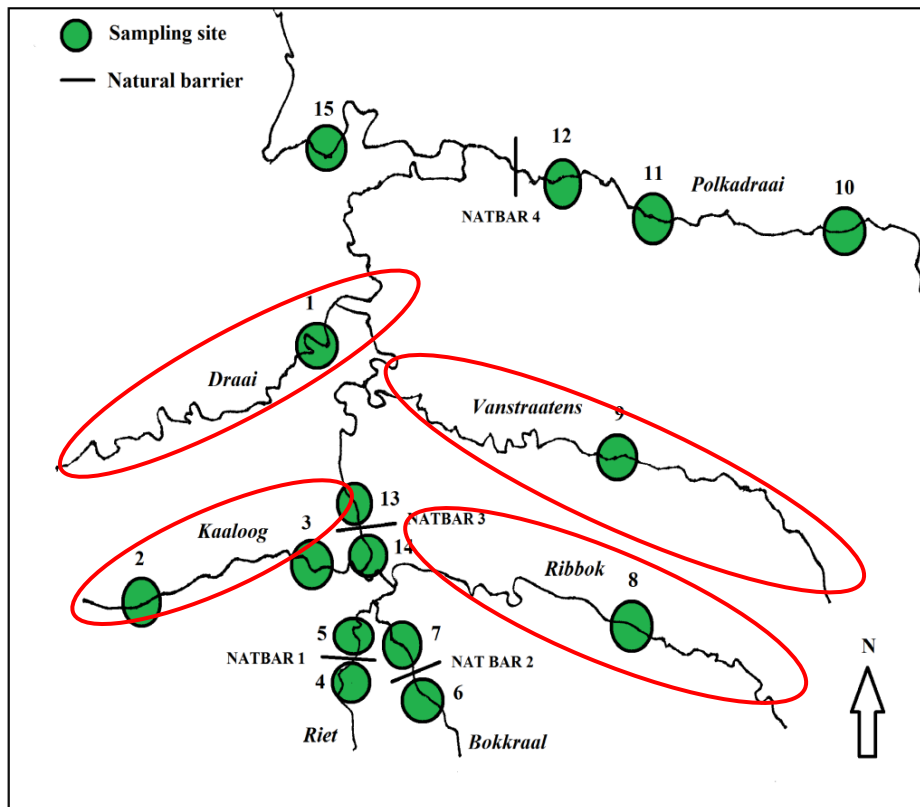 Sampling site
Natural barrier
15
12
11
Polkadraai
10
NATBAR 4
1
Draai
Vanstraatens
9
13
NATBAR 3
Kaaloog
3
14
2
Ribbok
8
5
7
NATBAR 1
NAT BAR 2
4
6
N
Riet
Bokkraal